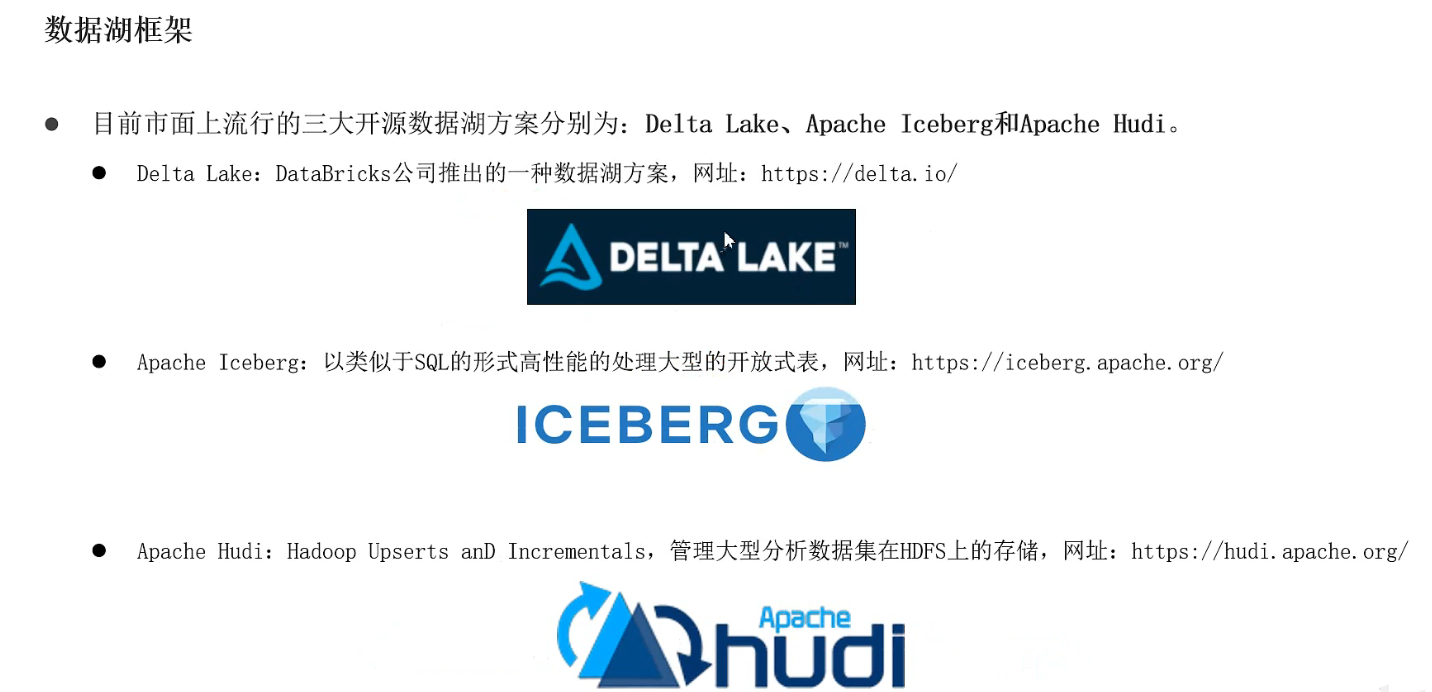 数据湖框架
目前市面上流行的三大开源数据湖方案分别为：Delta Lake、Apache Iceberg和Apache Hudi。
Delta Lake：DataBricks公司推出的一种数据湖方案，网址：https://delta.io/
DELTA LAKE™
Apache Iceberg：以类似于SQL的形式高性能的处理大型的开放式表，网址：https://iceberg.apache.org/
ICEBERG
Apache Hudi：Hadoop Upserts anD Incrementals，管理大型分析数据集在HDFS上的存储，网址：https://hudi.apache.org/
Apache
hudi